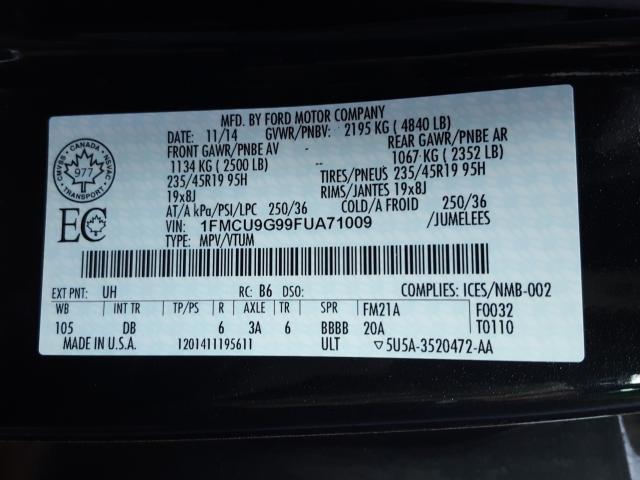 MFD. BY FORD MOTOR COMPANY
DATE: 11/14 GVWR/PNBV: 2195 KG ( 4840 LB)
FRONT GAWR/PNBE AV REAR GAWR/PNBE AR
1134 KG ( 2500 LB) 1067 KG ( 2352 LB)
235/45R19 95H TIRES/PNEUS 235/45R19 95H
19x8J RIMS/JANTES 19x8J
AT/A kPa/PSI/LPC 250/36 COLD/A FROID 250/36
VIN: 1FMCU9G99FUA71009 /JUMELEES
TYPE: MPV/VTUM
CMVSS · CANADA · NSVAC
977
TRANSPORT
EC
EXT PNT: UH RC: B6 DSO: COMPLIES: ICES/NMB-002
WB INT TR TP/PS R AXLE TR SPR FM21A F0032
105 DB 6 3A 6 BBBB 20A T0110
MADE IN U.S.A. 1201411195611 ULT ▽5U5A-3520472-AA